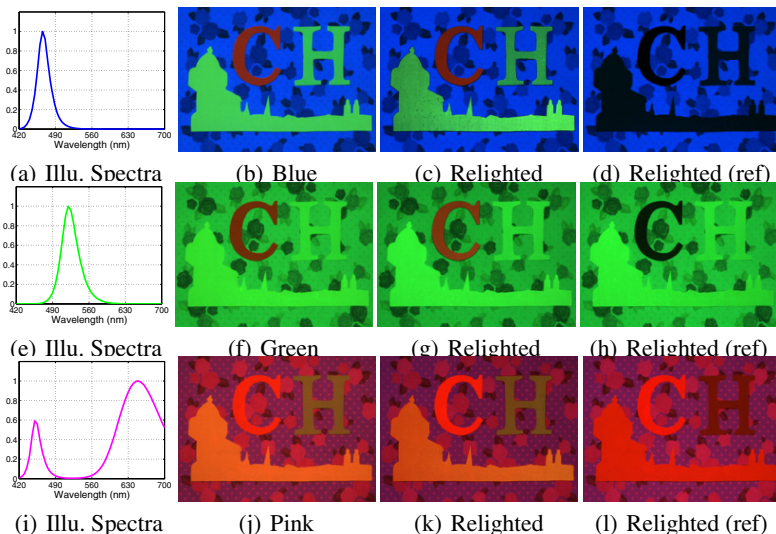 1
0.8
0.6
0.4
0.2
0
420 490 560 630 700
Wavelength (nm)
C H
C H
C H
(a) Illu. Spectra (b) Blue (c) Relighted (d) Relighted (ref)
1
0.8
0.6
0.4
0.2
0
420 490 560 630 700
Wavelength (nm)
C H
C H
C H
(e) Illu. Spectra (f) Green (g) Relighted (h) Relighted (ref)
1
0.8
0.6
0.4
0.2
0
420 490 560 630 700
Wavelength (nm)
C H
C H
C H
(i) Illu. Spectra (j) Pink (k) Relighted (l) Relighted (ref)